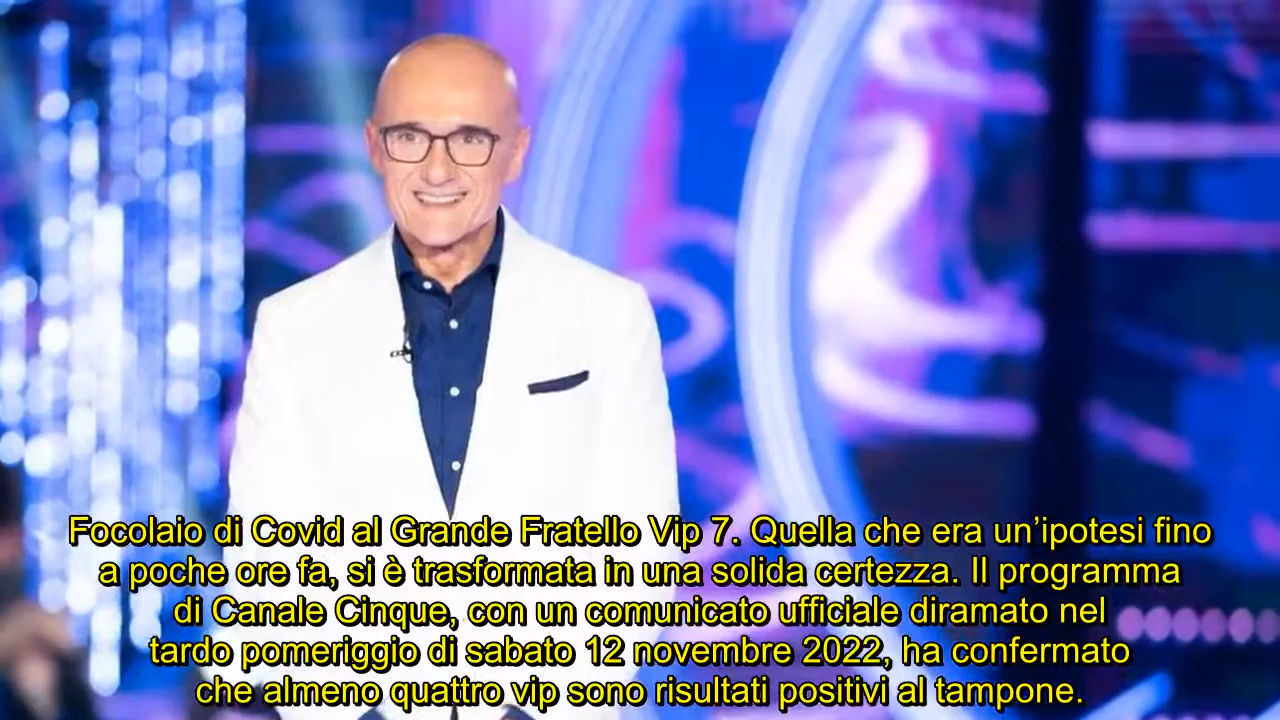 Focolaio di Covid al Grande Fratello Vip 7. Quella che era un’ipotesi fino
a poche ore fa, si è trasformata in una solida certezza. Il programma
di Canale Cinque, con un comunicato ufficiale diramato nel
tardo pomeriggio di sabato 12 novembre 2022, ha confermato
che almeno quattro vip sono risultati positivi al tampone.